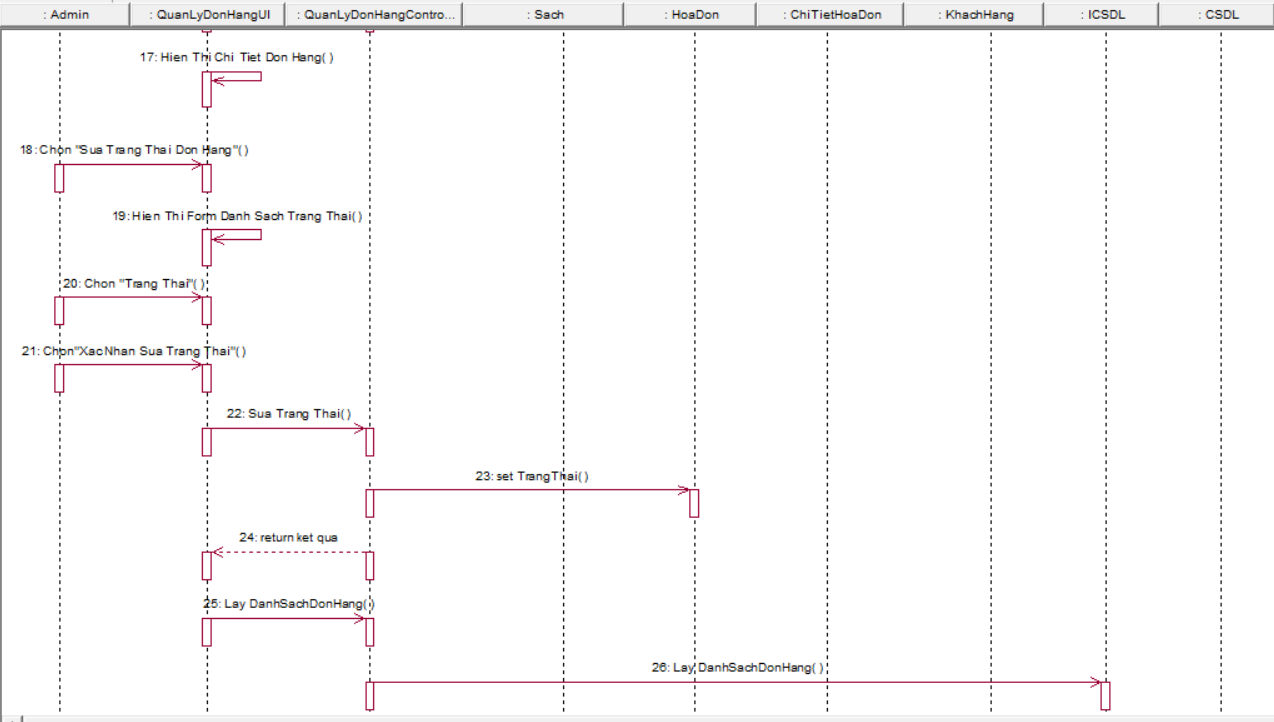 : Admin
: QuanLyDonHangUI
: QuanLyDonHangContro...
: Sach
: HoaDon
: ChiTietHoaDon
: KhachHang
: ICSDL
: CSDL
17: Hien Thi Chi Tiet Don Hang( )
18: Chon "Sua Trang Thai Don Hang"( )
19: Hien Thi Form Danh Sach Trang Thai( )
20: Chon "Trang Thai"( )
21: Chon"XacNhan Sua Trang Thai"( )
22: Sua Trang Thai( )
23: set TrangThai( )
24: return ket qua
25: Lay DanhSachDonHang( )
26: Lay DanhSachDonHang( )